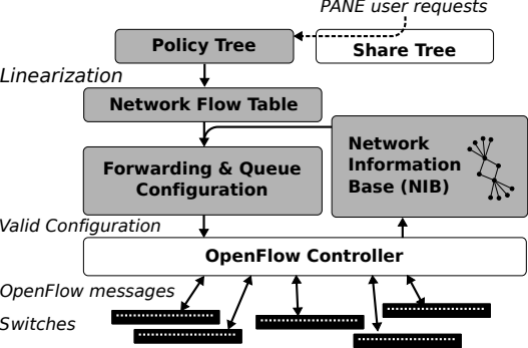 PANE user requests
Policy Tree
Share Tree
Linearization
Network Flow Table
Network
Information
Base (NIB)
Forwarding & Queue
Configuration
Valid Configuration
OpenFlow Controller
OpenFlow messages
Switches